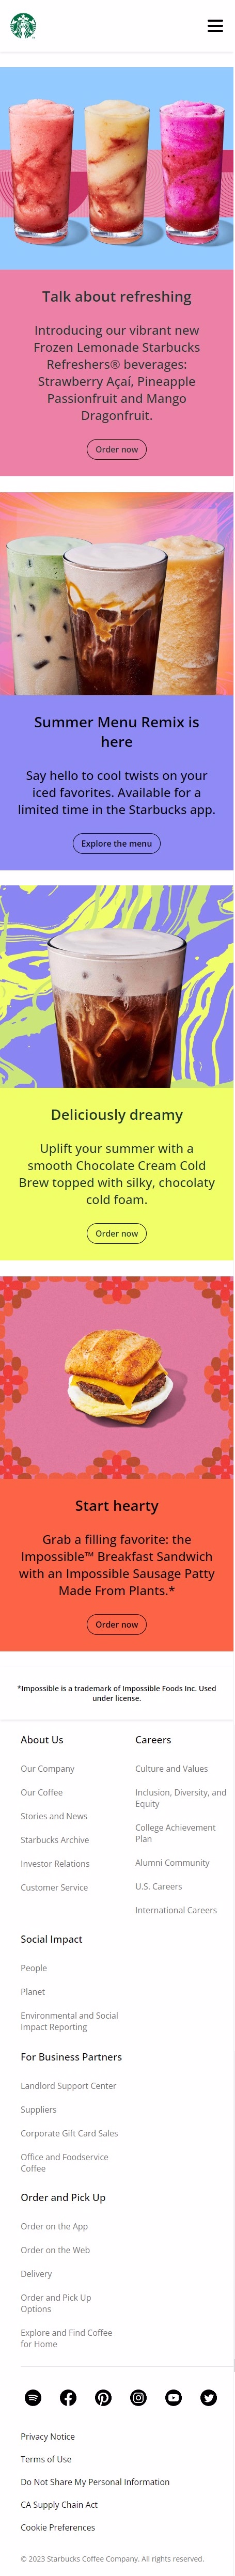 Talk about refreshing
Introducing our vibrant new
Frozen Lemonade Starbucks
Refreshers® beverages:
Strawberry Açaí, Pineapple
Passionfruit and Mango
Dragonfruit.
Order now
Summer Menu Remix is
here
Say hello to cool twists on your
iced favorites. Available for a
limited time in the Starbucks app.
Explore the menu
Deliciously dreamy
Uplift your summer with a
smooth Chocolate Cream Cold
Brew topped with silky, chocolaty
cold foam.
Order now
Start hearty
Grab a filling favorite: the
Impossible™ Breakfast Sandwich
with an Impossible Sausage Patty
Made From Plants.*
Order now
*Impossible is a trademark of Impossible Foods Inc. Used
under license.
About Us
Our Company
Our Coffee
Stories and News
Starbucks Archive
Investor Relations
Customer Service
Careers
Culture and Values
Inclusion, Diversity, and
Equity
College Achievement
Plan
Alumni Community
U.S. Careers
International Careers
Social Impact
People
Planet
Environmental and Social
Impact Reporting
For Business Partners
Landlord Support Center
Suppliers
Corporate Gift Card Sales
Office and Foodservice
Coffee
Order and Pick Up
Order on the App
Order on the Web
Delivery
Order and Pick Up
Options
Explore and Find Coffee
for Home
Privacy Notice
Terms of Use
Do Not Share My Personal Information
CA Supply Chain Act
Cookie Preferences
© 2023 Starbucks Coffee Company. All rights reserved.